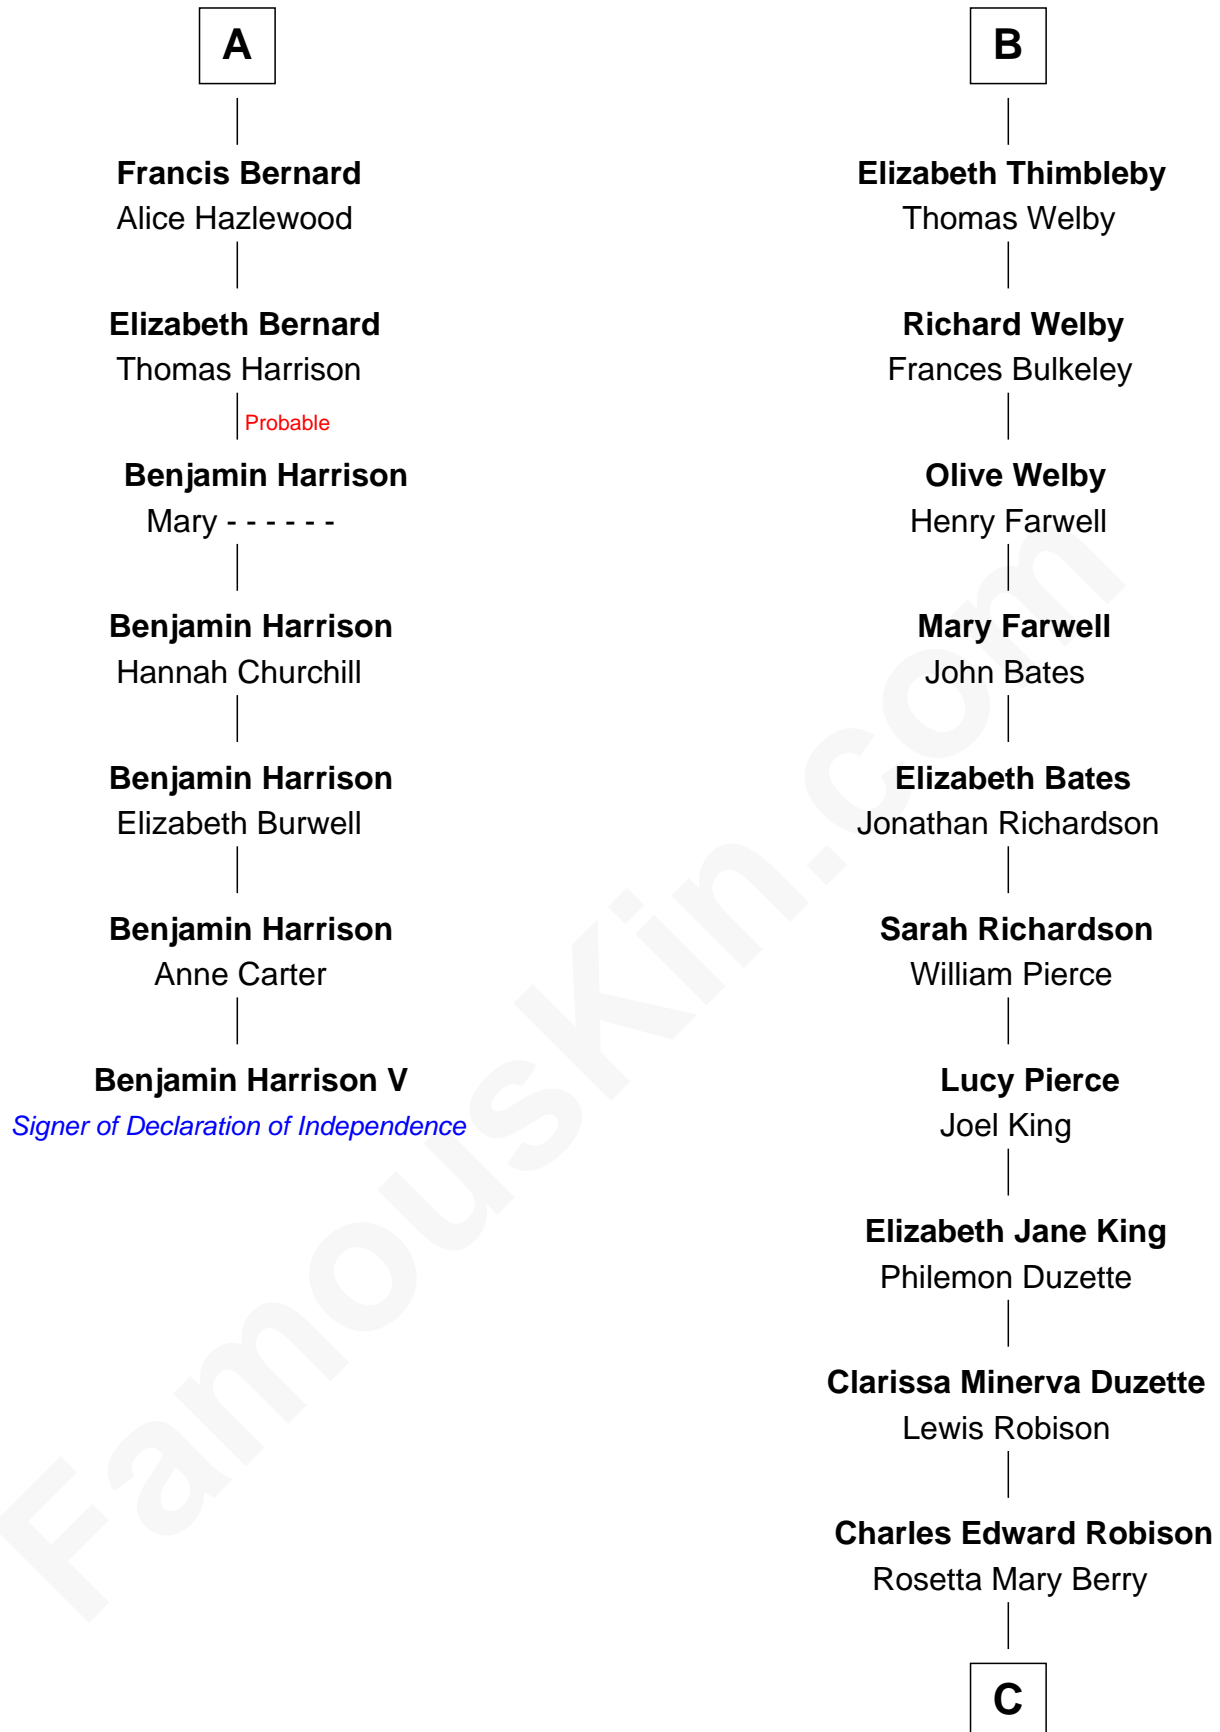 A
Francis Bernard
Alice Hazlewood
Elizabeth Bernard
Thomas Harrison
Probable
Benjamin Harrison
Mary - - - - - -
Benjamin Harrison
Hannah Churchill
Benjamin Harrison
Elizabeth Burwell
Benjamin Harrison
Anne Carter
Benjamin Harrison V
Signer of Declaration of Independence
B
Elizabeth Thimbleby
Thomas Welby
Richard Welby
Frances Bulkeley
Olive Welby
Henry Farwell
Mary Farwell
John Bates
Elizabeth Bates
Jonathan Richardson
Sarah Richardson
William Pierce
Lucy Pierce
Joel King
Elizabeth Jane King
Philemon Duzette
Clarissa Minerva Duzette
Lewis Robison
Charles Edward Robison
Rosetta Mary Berry
C
FamousKin.com